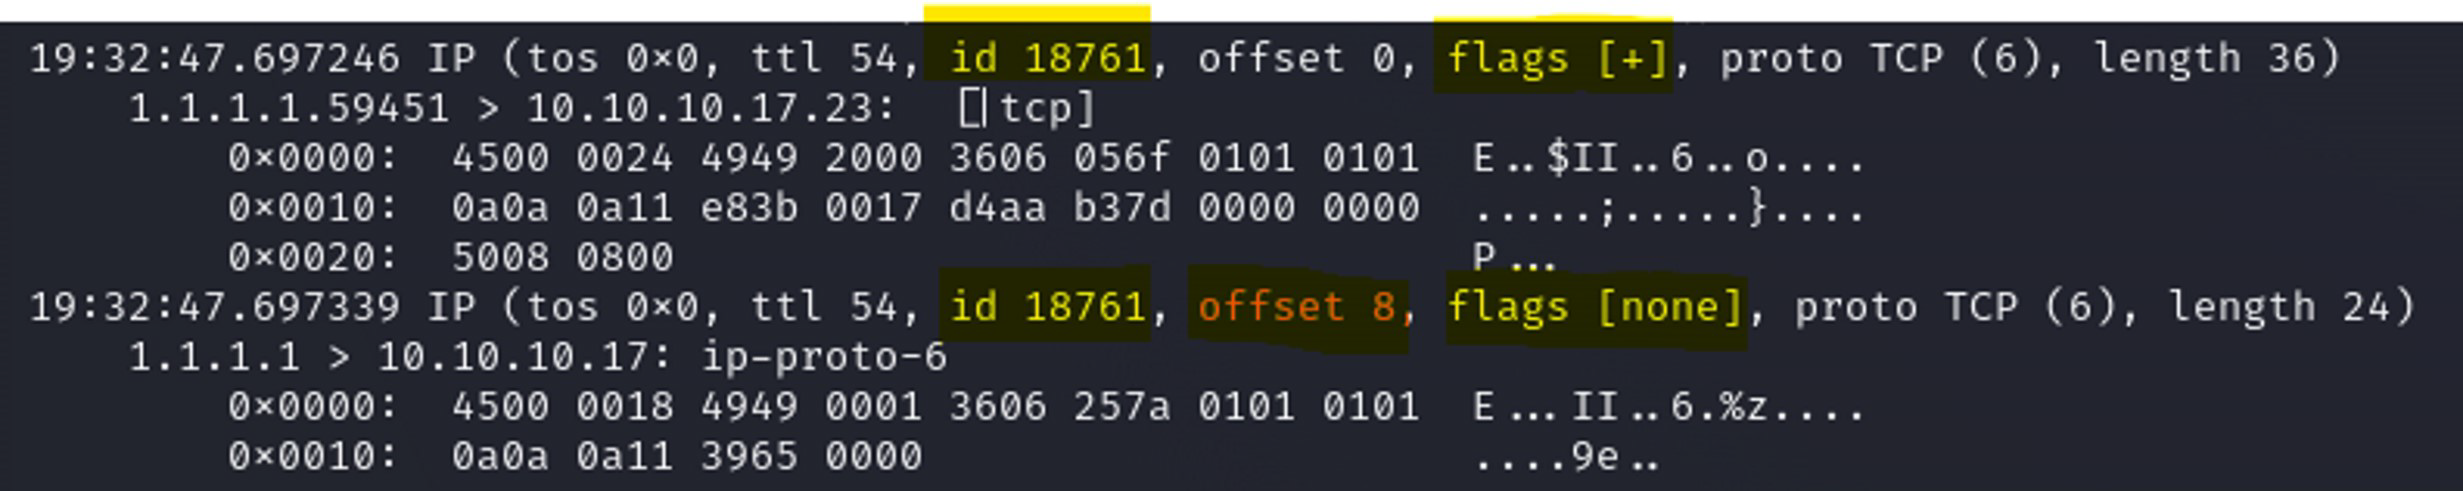 19:32:47.697246 IP (tos 0×0, ttl 54, id 18761, offset 0, flags [+], proto TCP (6), length 36)
1.1.1.1.59451 > 10.10.10.17.23:  [|tcp]
0×0000:  4500 0024 4949 2000 3606 056f 0101 0101  E..$II..6..o....
0×0010:  0a0a 0a11 e83b 0017 d4aa b37d 0000 0000  .....;.....}....
0×0020:  5008 0800  P...
19:32:47.697339 IP (tos 0×0, ttl 54, id 18761, offset 8, flags [none], proto TCP (6), length 24)
1.1.1.1 > 10.10.10.17: ip-proto-6
0×0000:  4500 0018 4949 0001 3606 257a 0101 0101  E...II..6.%z....
0×0010:  0a0a 0a11 3965 0000  ....9e..